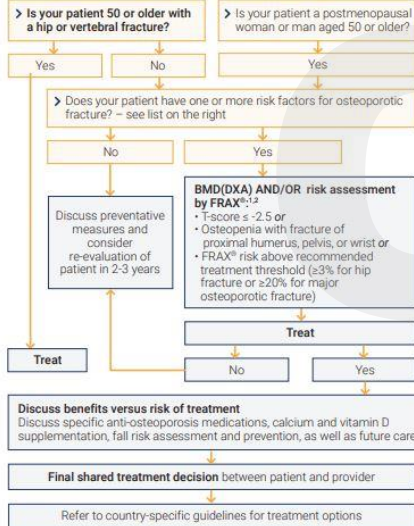 > Is your patient 50 or older with
a hip or vertebral fracture?
> Is your patient a postmenopausal
woman or man aged 50 or older?
Yes
No
Yes
> Does your patient have one or more risk factors for osteoporotic
fracture? – see list on the right
No
Yes
Discuss preventative
measures and
consider
re-evaluation of
patient in 2-3 years
BMD(DXA) AND/OR risk assessment
by FRAX®:1,2
• T-score ≤ -2.5 or
• Osteopenia with fracture of
proximal humerus, pelvis, or wrist or
• FRAX® risk above recommended
treatment threshold (≥3% for hip
fracture or ≥20% for major
osteoporotic fracture)
Treat
Treat
No
Yes
Discuss benefits versus risk of treatment
Discuss specific anti-osteoporosis medications, calcium and vitamin D
supplementation, fall risk assessment and prevention, as well as future care
Final shared treatment decision between patient and provider
Refer to country-specific guidelines for treatment options